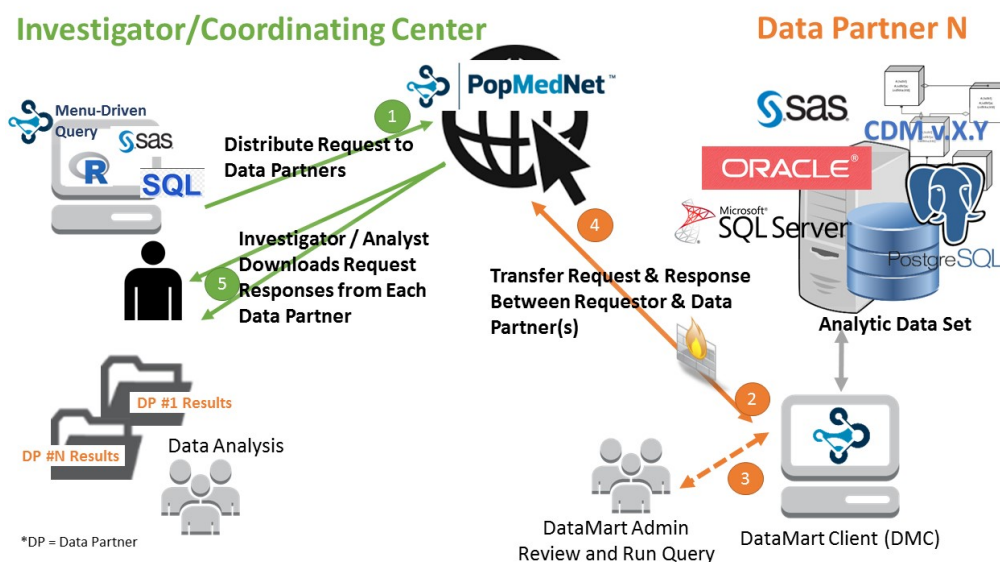 Investigator/Coordinating Center
Data Partner N
PopMedNet™
1
Menu-Driven
Query
sas
R
SQL
Distribute Request to
Data Partners
sas
CDM v.X.Y
ORACLE®
Microsoft®
SQL Server
PostgreSQL
Analytic Data Set
4
Transfer Request & Response
Between Requestor & Data
Partner(s)
5
Investigator / Analyst
Downloads Request
Responses from Each
Data Partner
DP #1 Results
DP #N Results
Data Analysis
2
3
DataMart Admin
Review and Run Query
DataMart Client (DMC)
*DP = Data Partner